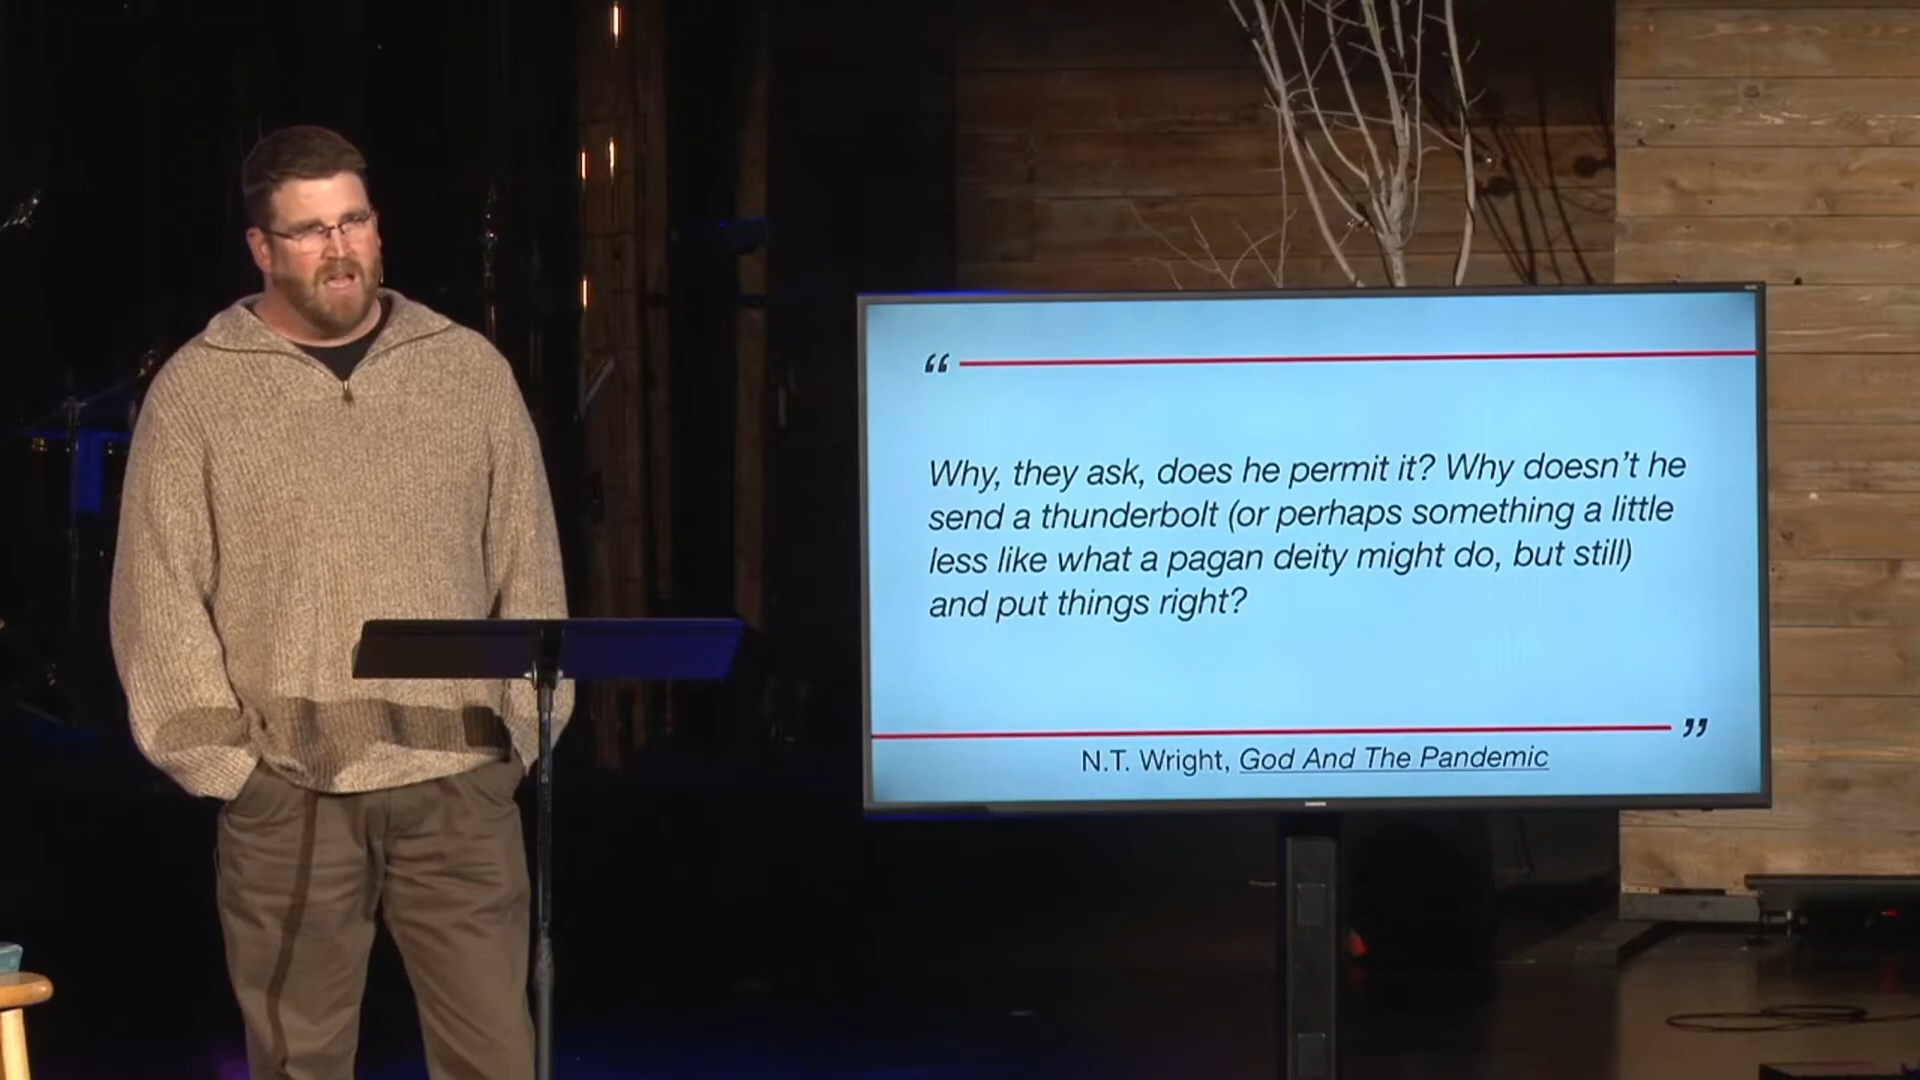 “
Why, they ask, does he permit it? Why doesn’t he
send a thunderbolt (or perhaps something a little
less like what a pagan deity might do, but still)
and put things right?
”
N.T. Wright, God And The Pandemic